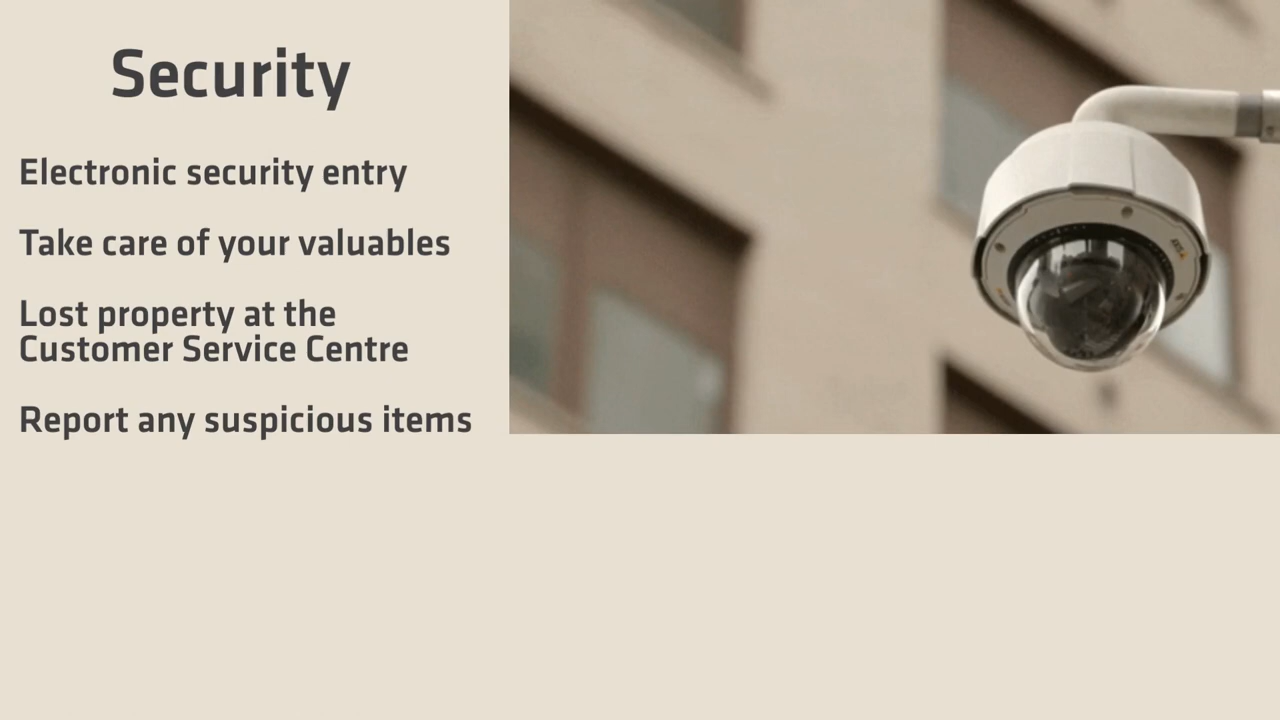 Security
Electronic security entry
Take care of your valuables
Lost property at the
Customer Service Centre
Report any suspicious items
AXIS